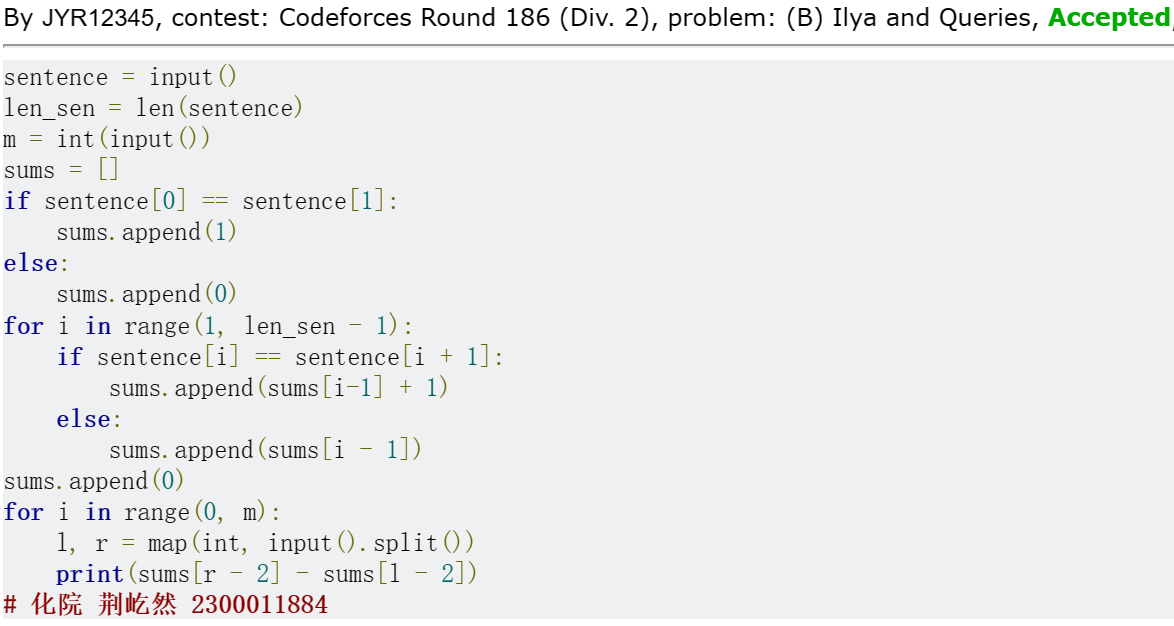 By JYR12345, contest: Codeforces Round 186 (Div. 2), problem: (B) Ilya and Queries, Accepted,
sentence = input()
len_sen = len(sentence)
m = int(input())
sums = []
if sentence[0] == sentence[1]:
    sums.append(1)
else:
    sums.append(0)
for i in range(1, len_sen - 1):
    if sentence[i] == sentence[i + 1]:
        sums.append(sums[i-1] + 1)
    else:
        sums.append(sums[i - 1])
sums.append(0)
for i in range(0, m):
    l, r = map(int, input().split())
    print(sums[r - 2] - sums[l - 2])
# 化院 荆屹然 2300011884